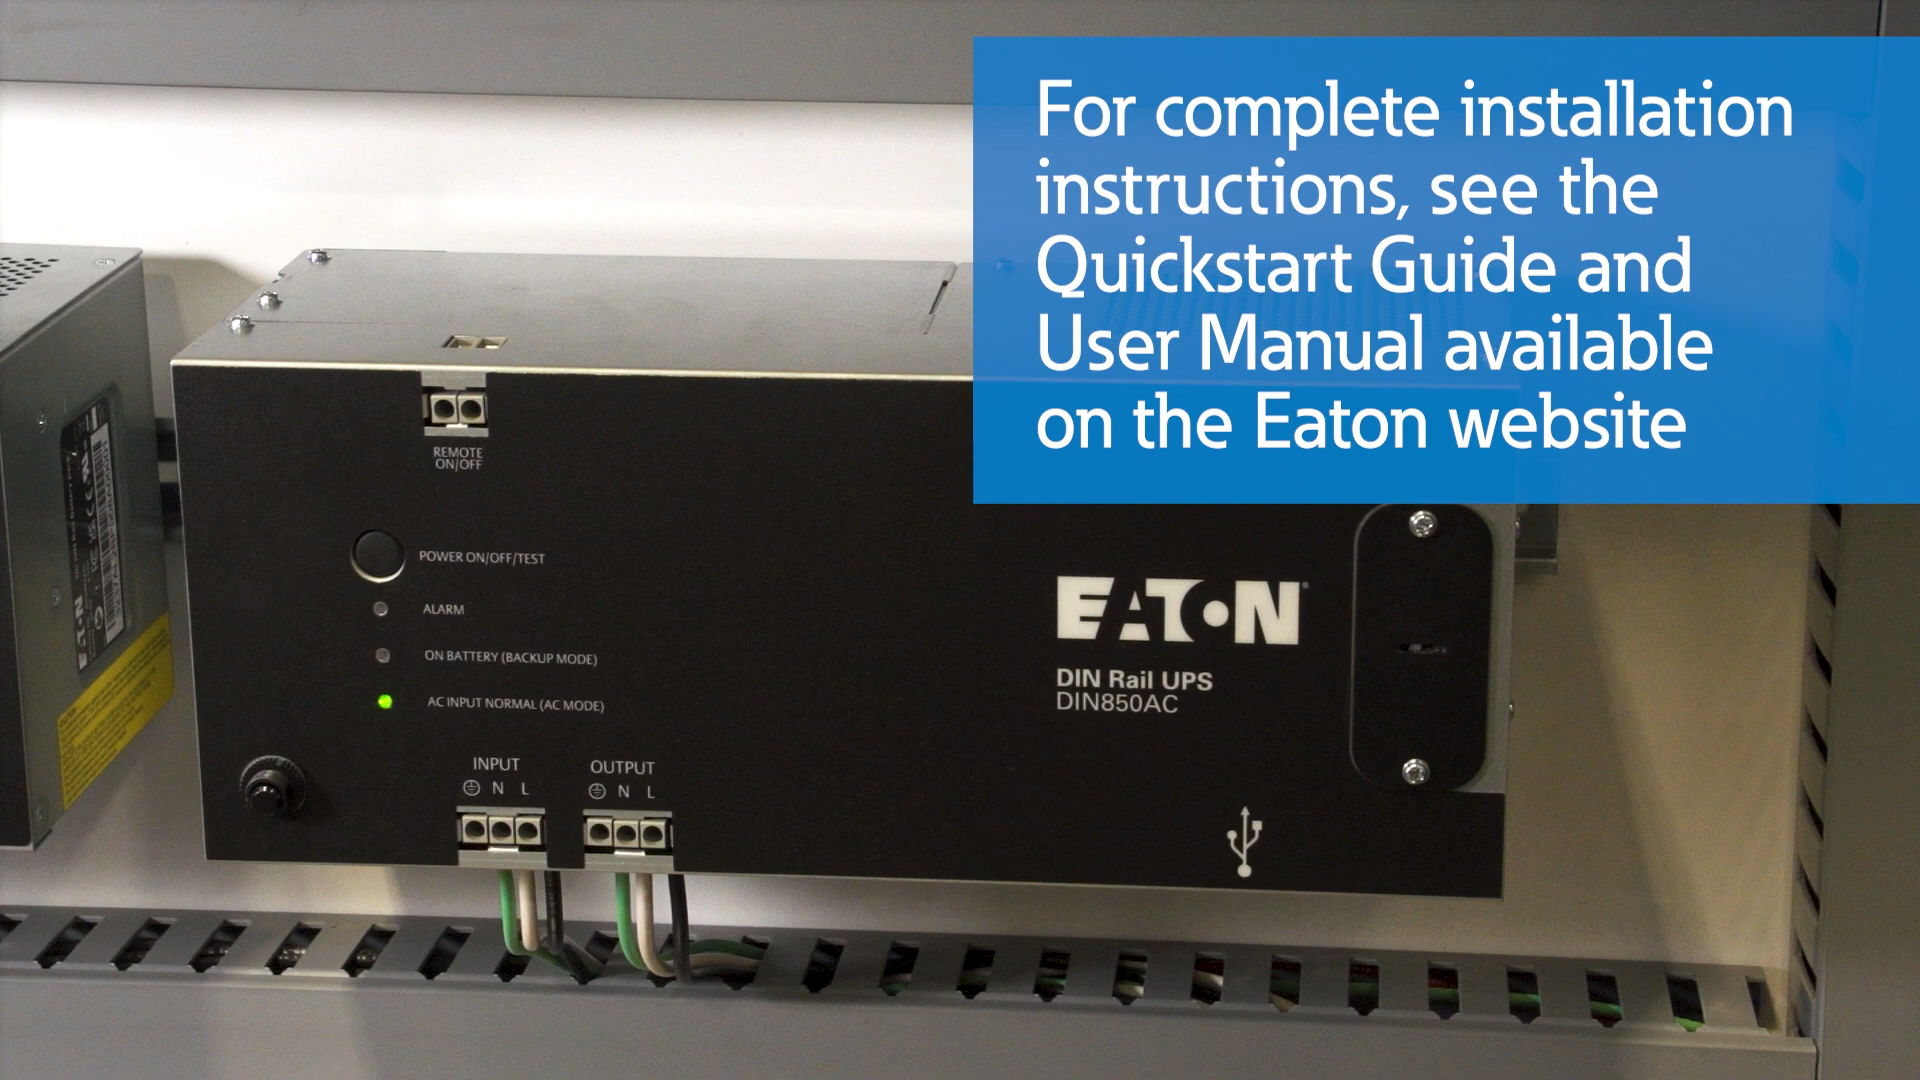 For complete installation
instructions, see the
Quickstart Guide and
User Manual available
on the Eaton website
REMOTE
ON/OFF
POWER ON/OFF/TEST
ALARM
ON BATTERY (BACKUP MODE)
AC INPUT NORMAL (AC MODE)
EATON
DIN Rail UPS
DIN850AC
INPUT
N L
OUTPUT
N L
EATON